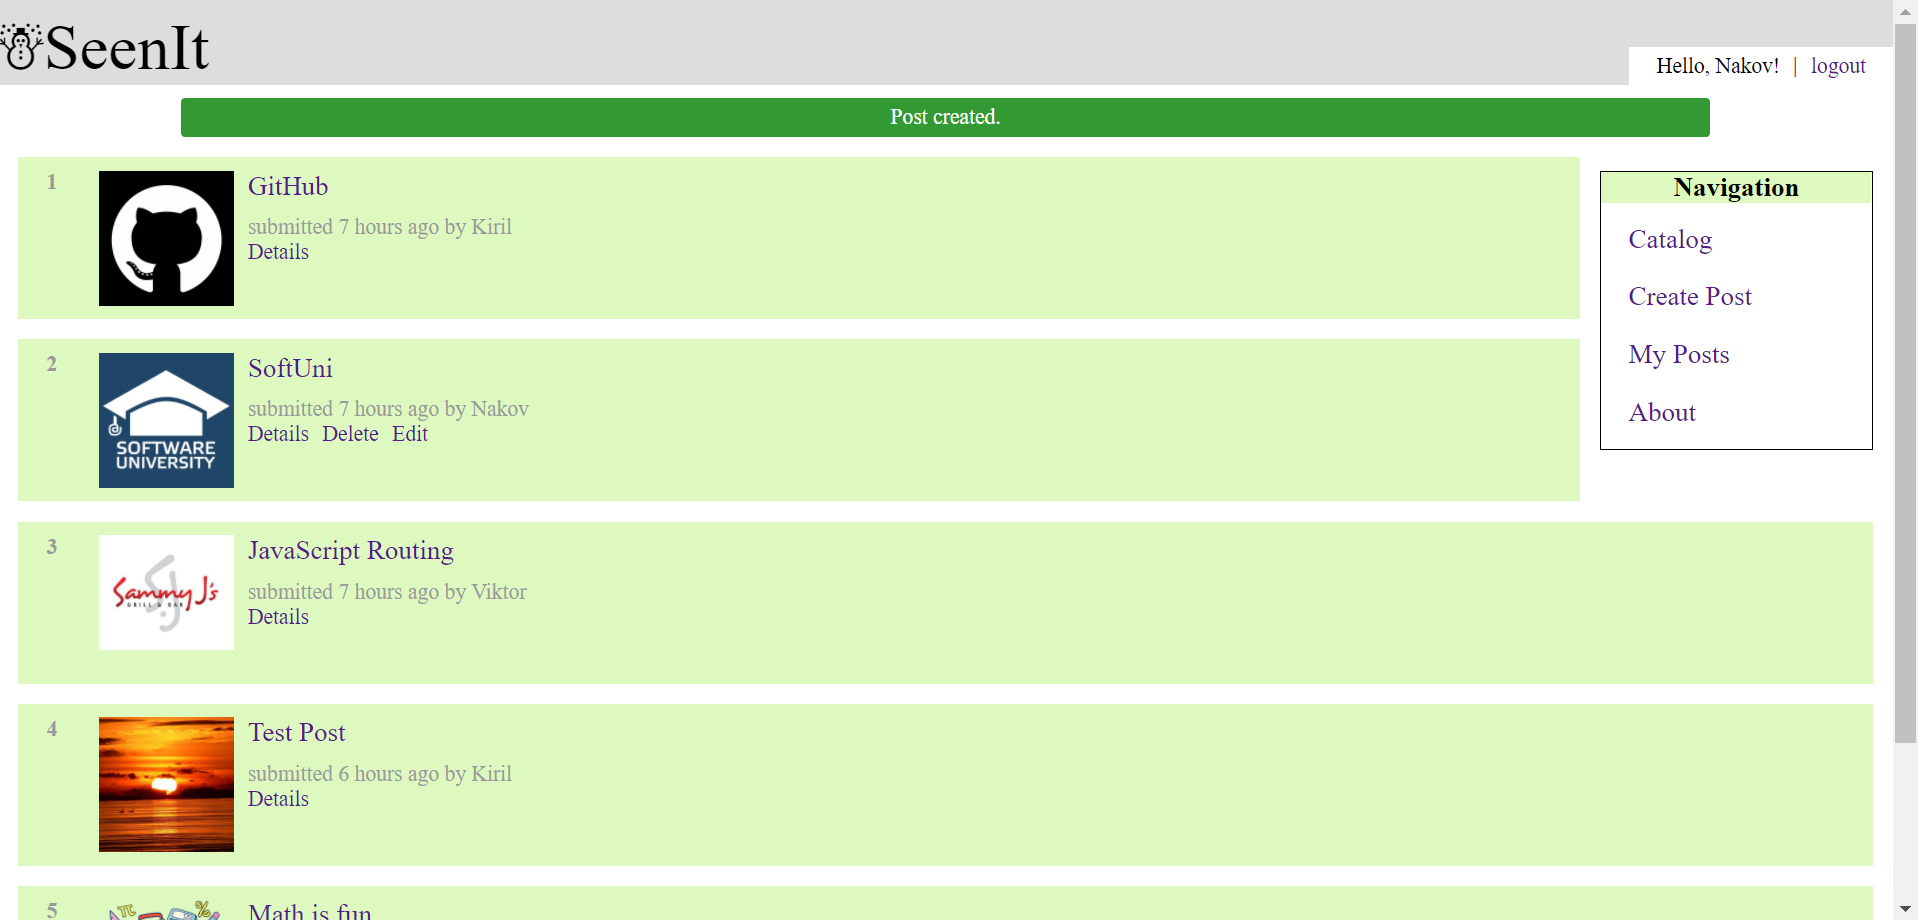 ☃SeenIt
Hello, Nakov! | logout
Post created.
1
GitHub
submitted 7 hours ago by Kiril
Details
2
SOFTWARE
UNIVERSITY
SoftUni
submitted 7 hours ago by Nakov
Details Delete Edit
3
Sammy J's
GRILL & BAR
JavaScript Routing
submitted 7 hours ago by Viktor
Details
4
Test Post
submitted 6 hours ago by Kiril
Details
5
π %
Math is fun
Navigation
Catalog
Create Post
My Posts
About